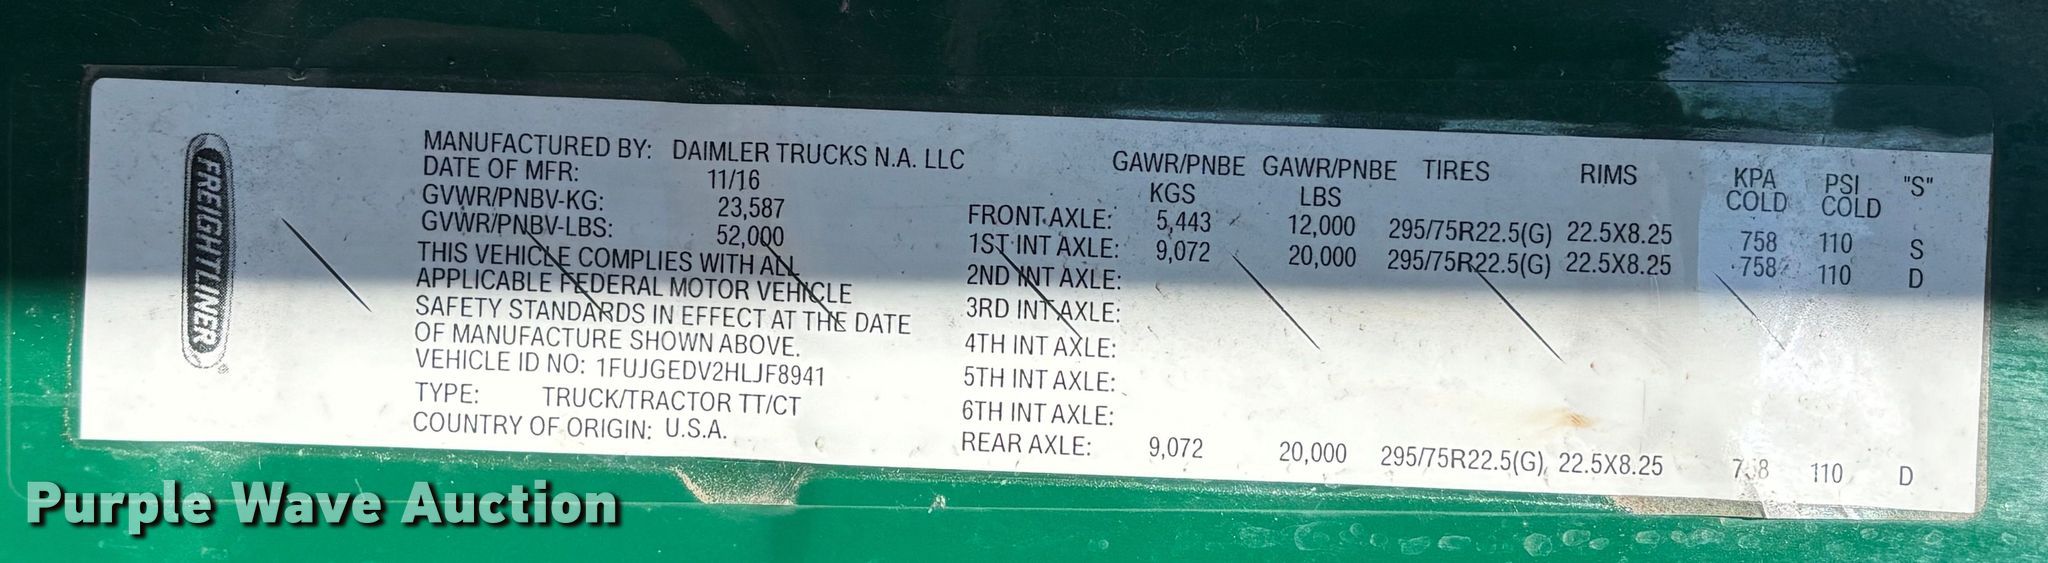 FREIGHTLINER®
MANUFACTURED BY: DAIMLER TRUCKS N.A. LLC
DATE OF MFR: 11/16
GVWR/PNBV-KG: 23,587
GVWR/PNBV-LBS: 52,000
THIS VEHICLE COMPLIES WITH ALL
APPLICABLE FEDERAL MOTOR VEHICLE
SAFETY STANDARDS IN EFFECT AT THE DATE
OF MANUFACTURE SHOWN ABOVE.
VEHICLE ID NO: 1FUJGEDV2HLJF8941
TYPE: TRUCK/TRACTOR TT/CT
COUNTRY OF ORIGIN: U.S.A.
GAWR/PNBE KGS GAWR/PNBE LBS TIRES RIMS KPA COLD PSI COLD "S"
FRONT AXLE: 5,443 12,000 295/75R22.5(G) 22.5X8.25 758 110 S
1ST INT AXLE: 9,072 20,000 295/75R22.5(G) 22.5X8.25 758 110 D
2ND INT AXLE:
3RD INT AXLE:
4TH INT AXLE:
5TH INT AXLE:
6TH INT AXLE:
REAR AXLE: 9,072 20,000 295/75R22.5(G) 22.5X8.25 110 D
Purple Wave Auction